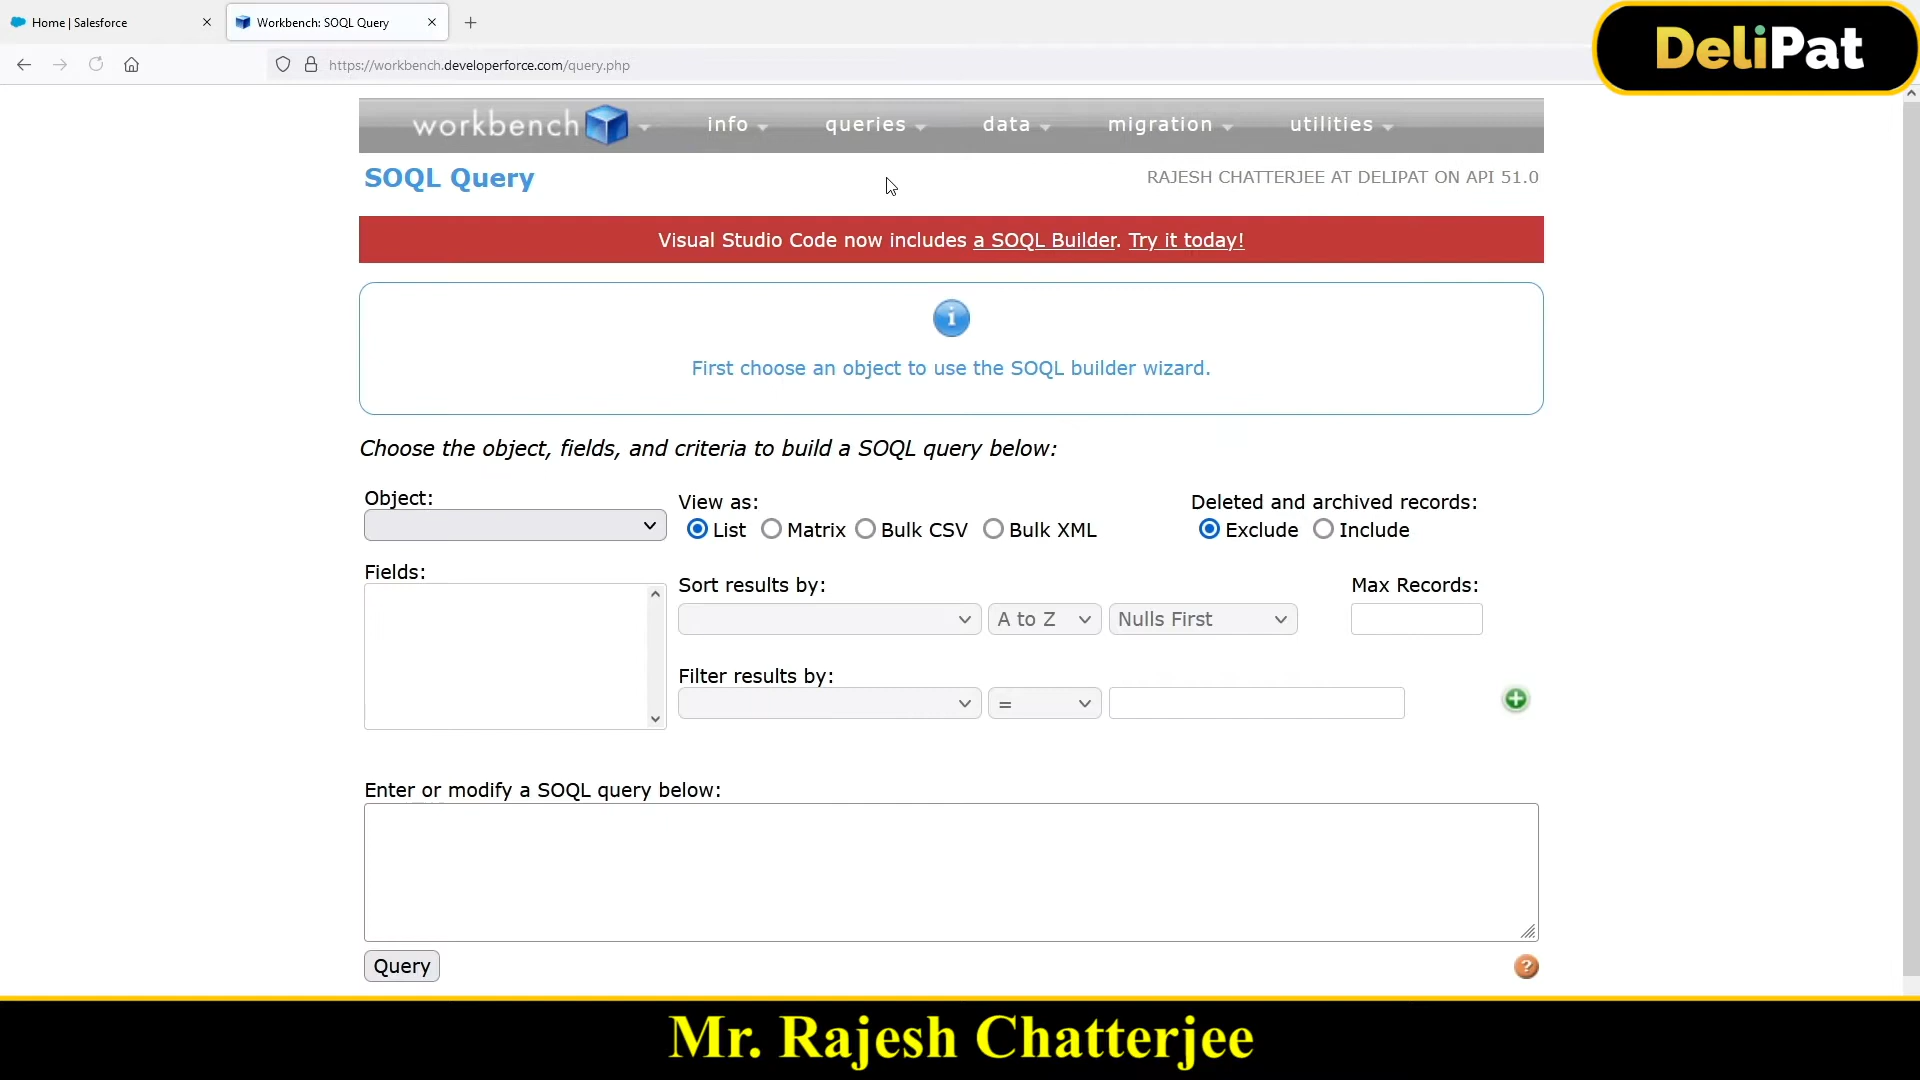 Home | Salesforce
Workbench: SOQL Query
DeliPat
https://workbench.developerforce.com/query.php
workbench info queries data migration utilities
SOQL Query
RAJESH CHATTERJEE AT DELIPAT ON API 51.0
Visual Studio Code now includes a SOQL Builder. Try it today!
i
First choose an object to use the SOQL builder wizard.
Choose the object, fields, and criteria to build a SOQL query below:
Object:
View as:
List Matrix Bulk CSV Bulk XML
Deleted and archived records:
Exclude Include
Fields:
Sort results by:
A to Z Nulls First
Max Records:
Filter results by:
=
Enter or modify a SOQL query below:
Query
?
Mr. Rajesh Chatterjee